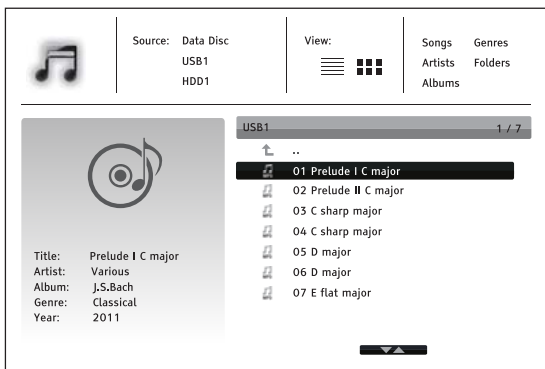 Source: Data Disc
USB1
HDD1
View:
Songs Genres
Artists Folders
Albums
USB1 1 / 7
..
01 Prelude I C major
02 Prelude II C major
03 C sharp major
04 C sharp major
05 D major
06 D major
07 E flat major
Title: Prelude I C major
Artist: Various
Album: J.S.Bach
Genre: Classical
Year: 2011